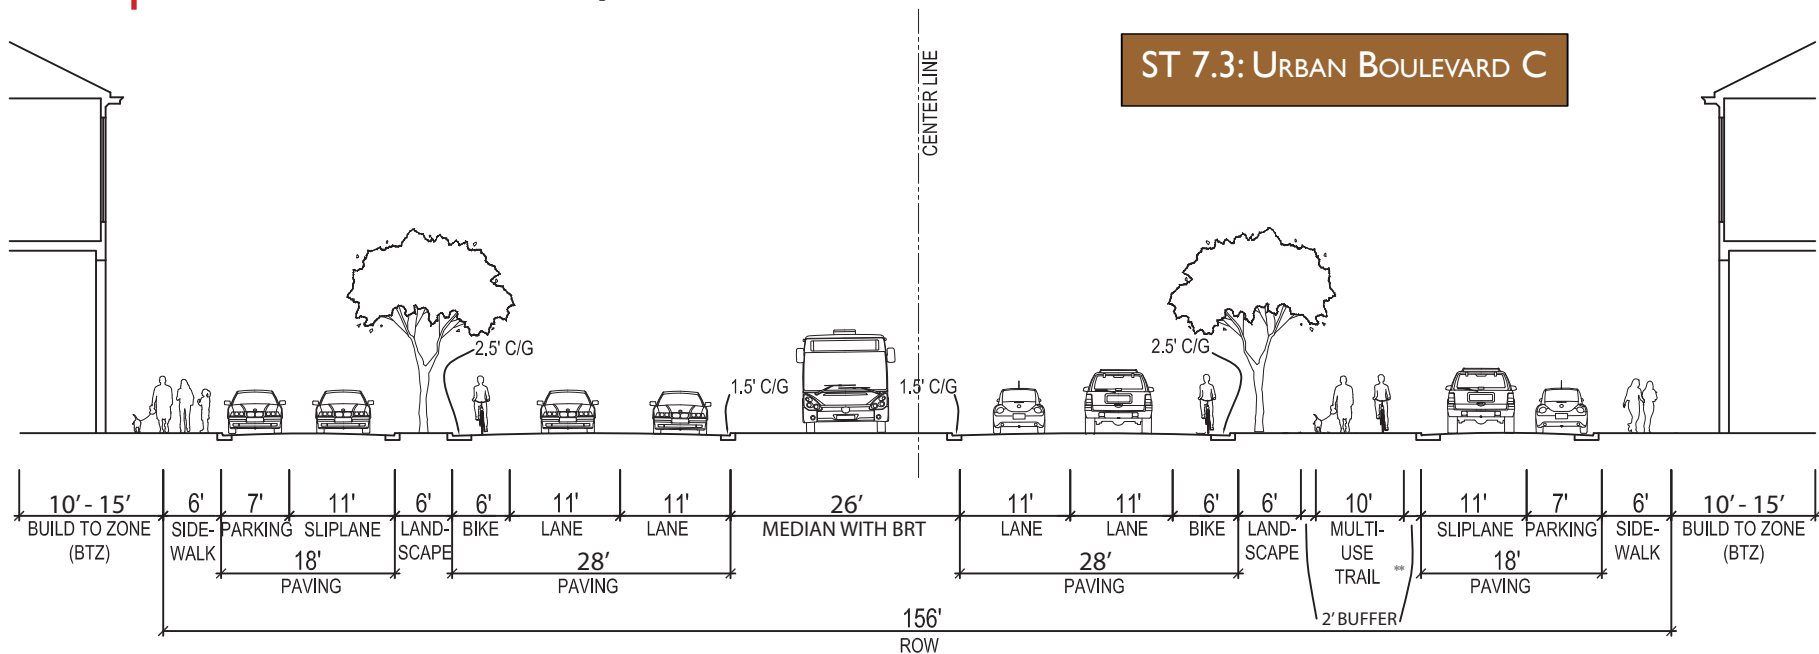 ST 7.3: URBAN BOULEVARD C
CENTER LINE
2.5' C/G
1.5' C/G
1.5' C/G
2.5' C/G
10' - 15'
BUILD TO ZONE
(BTZ)
6'
SIDE-
WALK
7'
PARKING
11'
SLIPLANE
18'
PAVING
6'
LAND-
SCAPE
6'
BIKE
11'
LANE
11'
LANE
28'
PAVING
26'
MEDIAN WITH BRT
11'
LANE
11'
LANE
6'
BIKE
28'
PAVING
6'
LAND-
SCAPE
10'
MULTI-
USE
TRAIL **
2' BUFFER
11'
SLIPLANE
7'
PARKING
18'
PAVING
6'
SIDE-
WALK
10' - 15'
BUILD TO ZONE
(BTZ)
156'
ROW